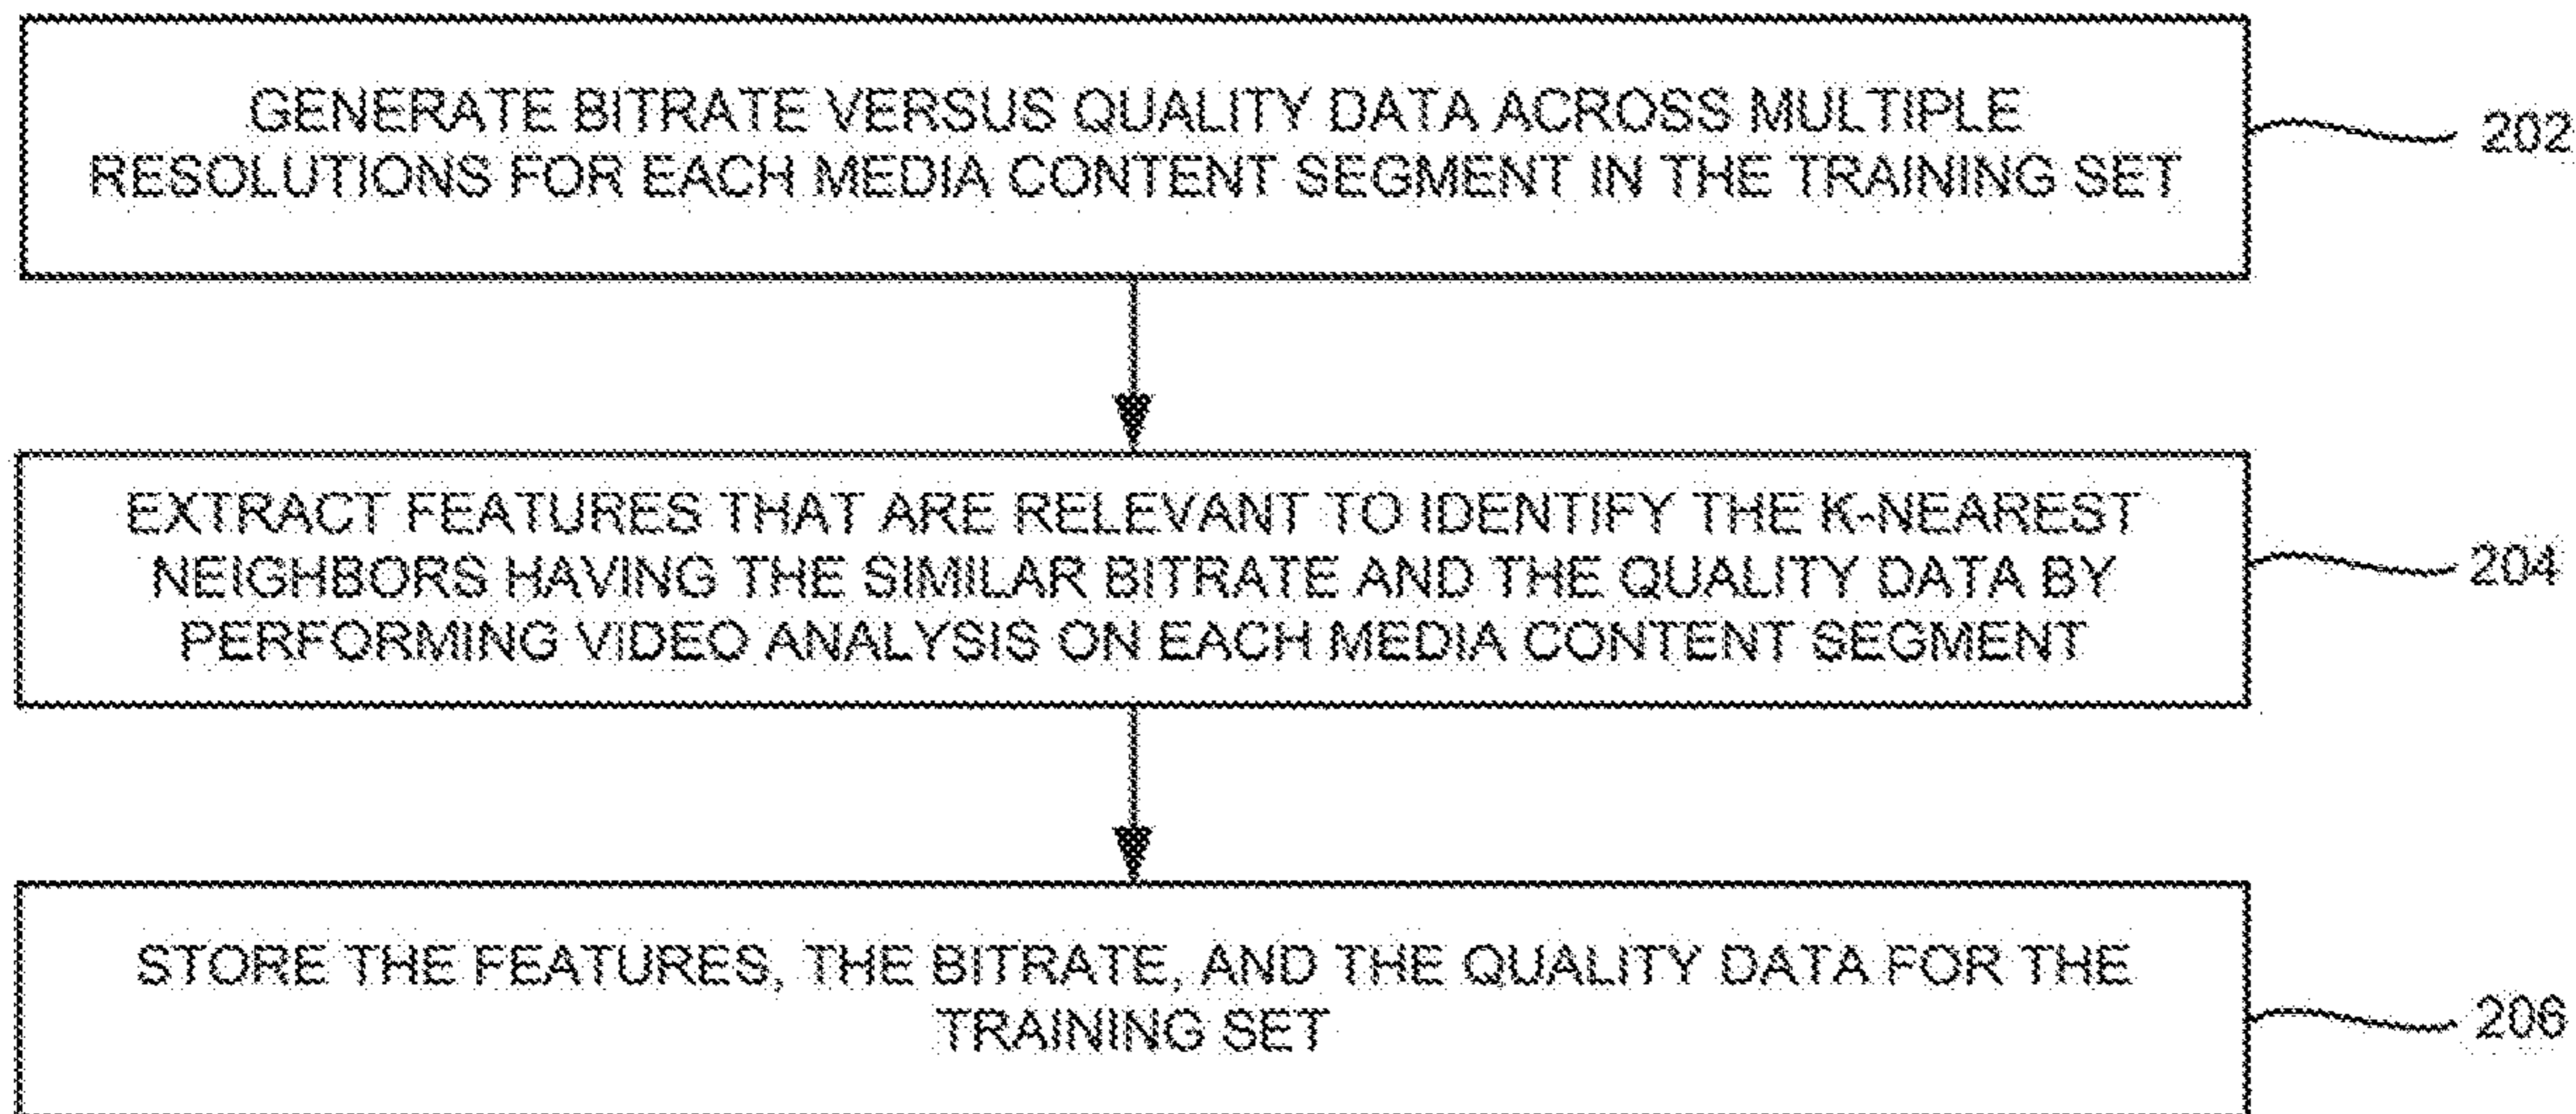 GENERATE BITRATE VERSUS QUALITY DATA ACROSS MULTIPLE
RESOLUTIONS FOR EACH MEDIA CONTENT SEGMENT IN THE TRAINING SET
202
EXTRACT FEATURES THAT ARE RELEVANT TO IDENTIFY THE K-NEAREST
NEIGHBORS HAVING THE SIMILAR BITRATE AND THE QUALITY DATA BY
PERFORMING VIDEO ANALYSIS ON EACH MEDIA CONTENT SEGMENT
204
STORE THE FEATURES, THE BITRATE, AND THE QUALITY DATA FOR THE
TRAINING SET
206